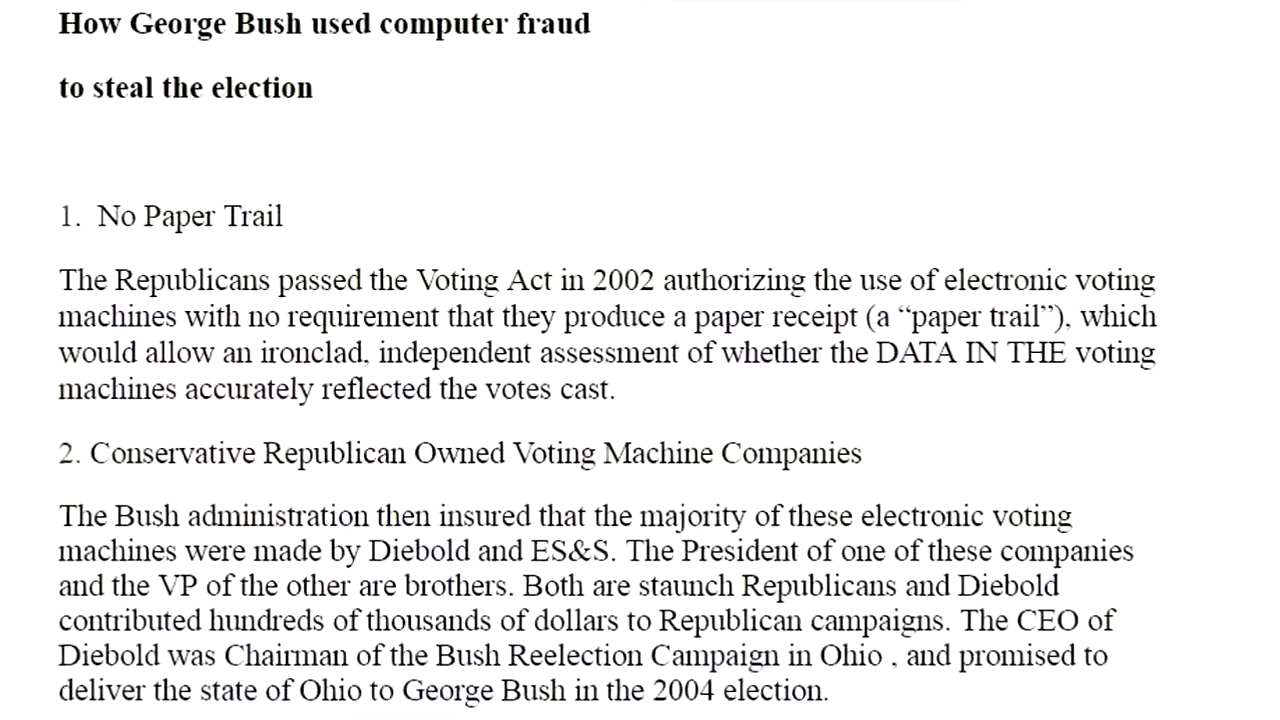 How George Bush used computer fraud
to steal the election
1. No Paper Trail
The Republicans passed the Voting Act in 2002 authorizing the use of electronic voting
machines with no requirement that they produce a paper receipt (a “paper trail”), which
would allow an ironclad, independent assessment of whether the DATA IN THE voting
machines accurately reflected the votes cast.
2. Conservative Republican Owned Voting Machine Companies
The Bush administration then insured that the majority of these electronic voting
machines were made by Diebold and ES&S. The President of one of these companies
and the VP of the other are brothers. Both are staunch Republicans and Diebold
contributed hundreds of thousands of dollars to Republican campaigns. The CEO of
Diebold was Chairman of the Bush Reelection Campaign in Ohio , and promised to
deliver the state of Ohio to George Bush in the 2004 election.